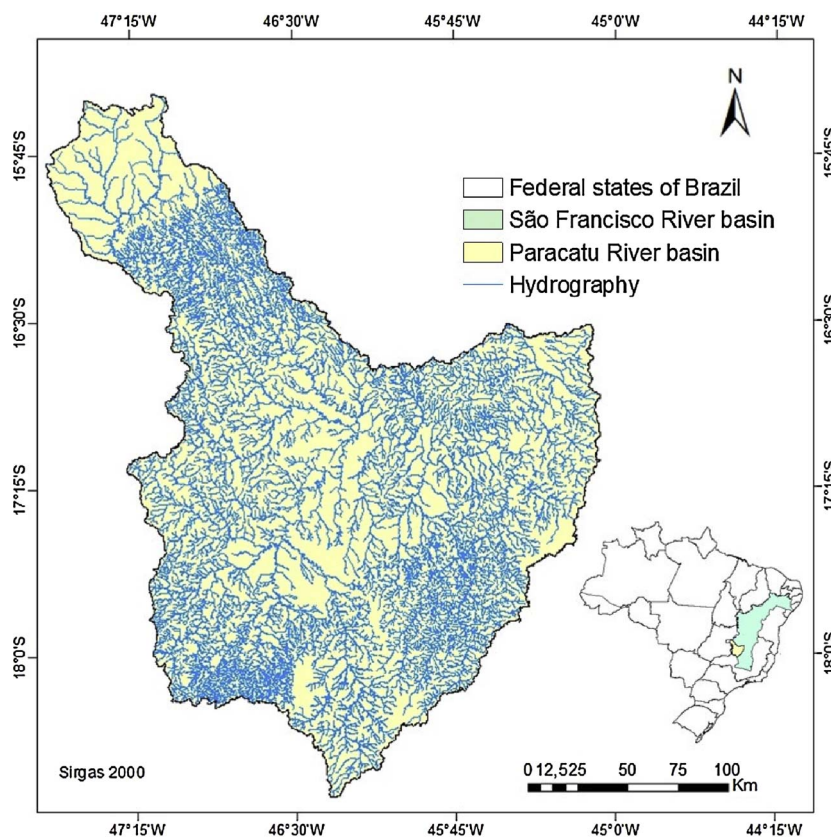 47°15'W 46°30'W 45°45'W 45°0'W 44°15'W
N
15°45'S
15°45'S
Federal states of Brazil
São Francisco River basin
Paracatu River basin
Hydrography
16°30'S
16°30'S
17°15'S
17°15'S
18°0'S
18°0'S
Sirgas 2000
0 12,525 50 75 100
Km
47°15'W 46°30'W 45°45'W 45°0'W 44°15'W